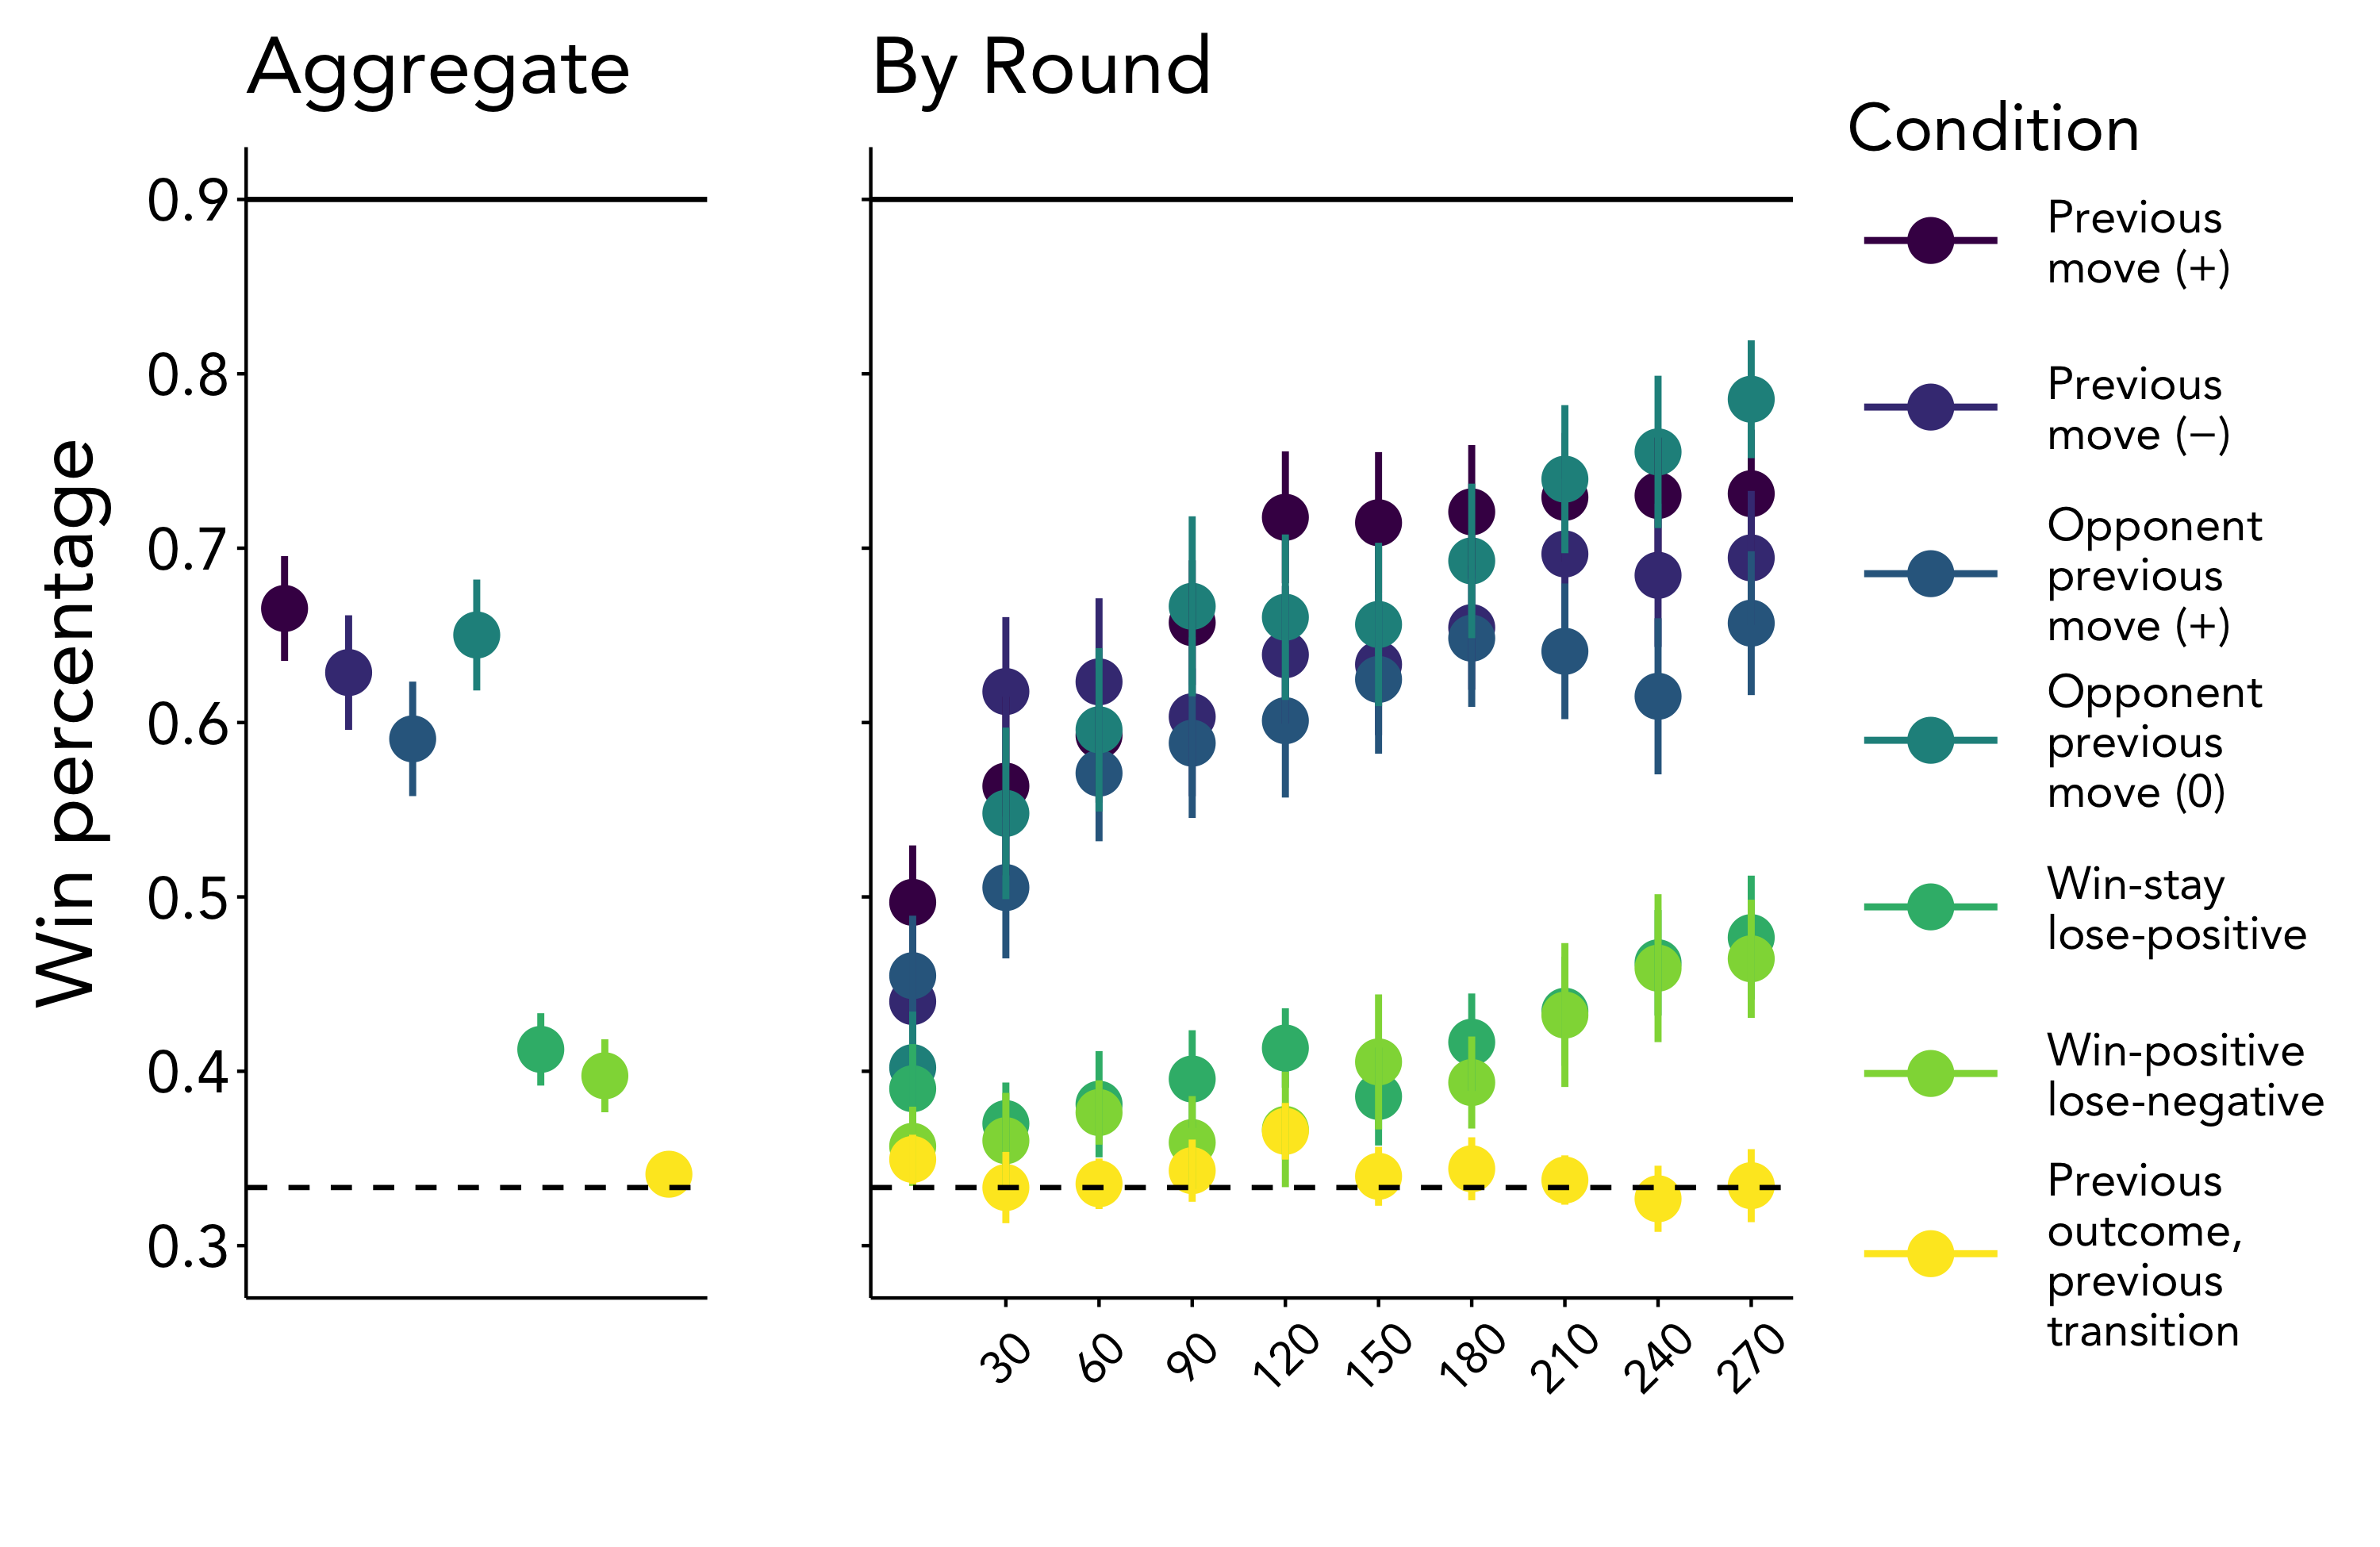 Aggregate
By Round
Win percentage
0.9
0.8
0.7
0.6
0.5
0.4
0.3
30
60
90
120
150
180
210
240
270
Condition
Previous
move (+)
Previous
move (−)
Opponent
previous
move (+)
Opponent
previous
move (0)
Win-stay
lose-positive
Win-positive
lose-negative
Previous
outcome,
previous
transition